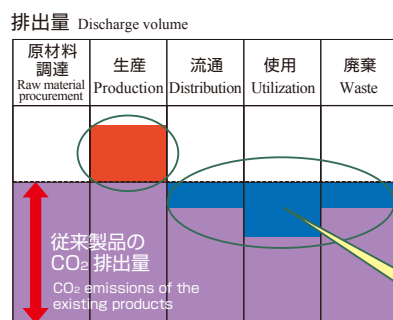 排出量 Discharge volume
原材料
調達
Raw material
procurement
生産
Production
流通
Distribution
使用
Utilization
廃棄
Waste
従来製品の
CO₂ 排出量
CO₂ emissions of the
existing products